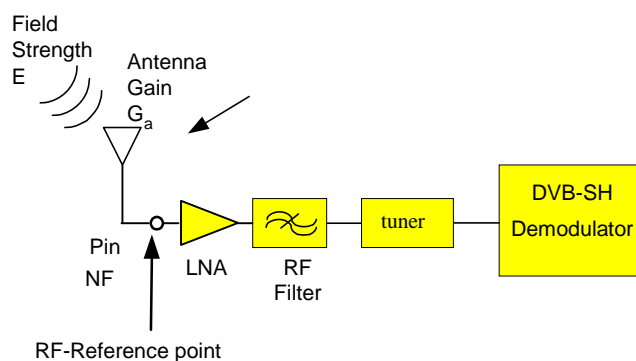 Field
Strength
E
Antenna
Gain
Ga
Pin
NF
LNA
RF
Filter
tuner
DVB-SH
Demodulator
RF-Reference point